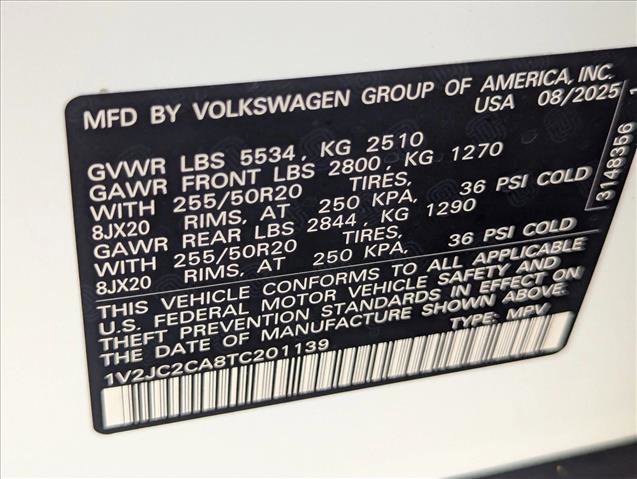 MFD BY VOLKSWAGEN GROUP OF AMERICA, INC.
USA 08/2025
GVWR LBS 5534, KG 2510
GAWR FRONT LBS 2800, KG 1270
WITH 255/50R20 TIRES,
8JX20 RIMS, AT 250 KPA, 36 PSI COLD
GAWR REAR LBS 2844, KG 1290
WITH 255/50R20 TIRES,
8JX20 RIMS, AT 250 KPA, 36 PSI COLD
THIS VEHICLE CONFORMS TO ALL APPLICABLE
U.S. FEDERAL MOTOR VEHICLE SAFETY AND
THEFT PREVENTION STANDARDS IN EFFECT ON
THE DATE OF MANUFACTURE SHOWN ABOVE.
TYPE: MPV
1V2JC2CA8TC201139
3148356 1